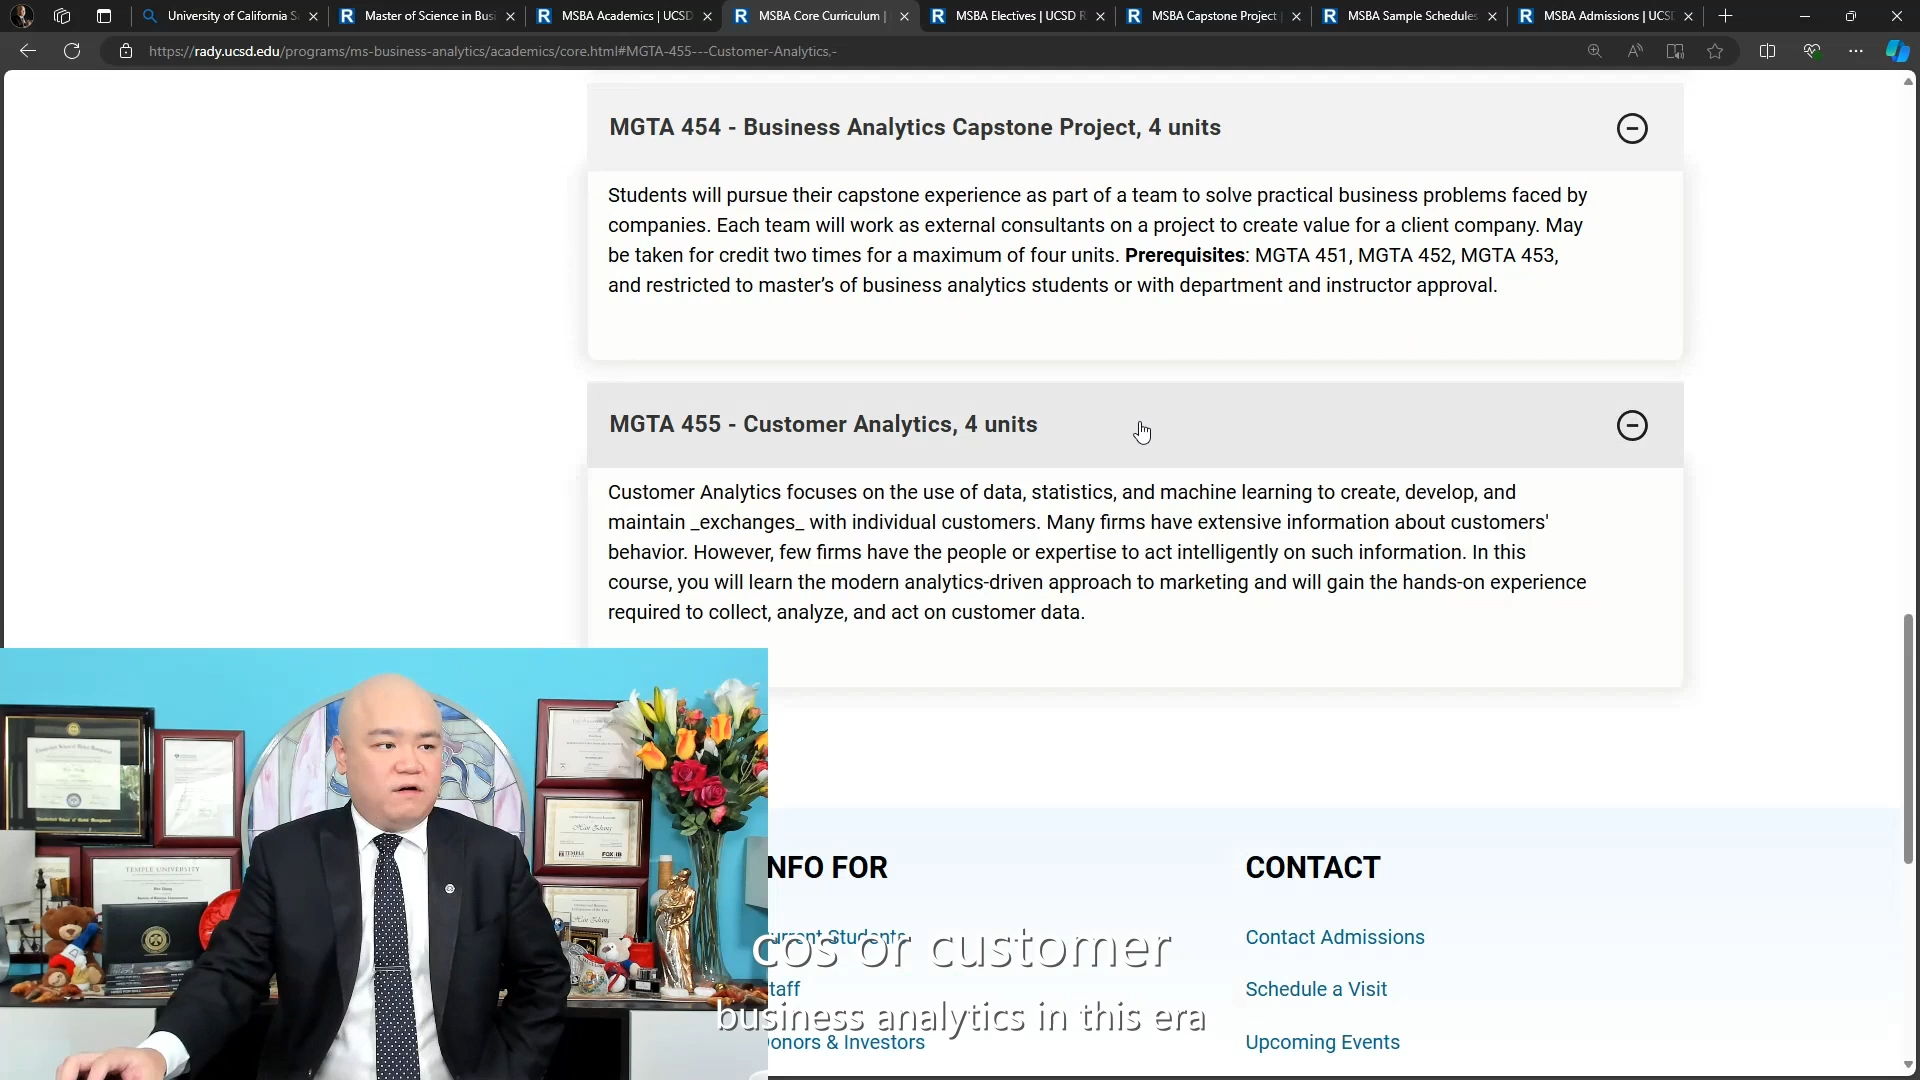 University of California S
Master of Science in Busi
MSBA Academics | UCSD
MSBA Core Curriculum |
MSBA Electives | UCSD R
MSBA Capstone Project
MSBA Sample Schedules
MSBA Admissions | UCS
https://rady.ucsd.edu/programs/ms-business-analytics/academics/core.html#MGTA-455---Customer-Analytics,-
MGTA 454 - Business Analytics Capstone Project, 4 units
Students will pursue their capstone experience as part of a team to solve practical business problems faced by
companies. Each team will work as external consultants on a project to create value for a client company. May
be taken for credit two times for a maximum of four units. Prerequisites: MGTA 451, MGTA 452, MGTA 453,
and restricted to master's of business analytics students or with department and instructor approval.
MGTA 455 - Customer Analytics, 4 units
Customer Analytics focuses on the use of data, statistics, and machine learning to create, develop, and
maintain _exchanges_ with individual customers. Many firms have extensive information about customers'
behavior. However, few firms have the people or expertise to act intelligently on such information. In this
course, you will learn the modern analytics-driven approach to marketing and will gain the hands-on experience
required to collect, analyze, and act on customer data.
TEMPLE UNIVERSITY
TEMPLE
FOX-IB
NFO FOR
urrent Students
taff
onors & Investors
CONTACT
Contact Admissions
Schedule a Visit
Upcoming Events
cos or customer
business analytics in this era